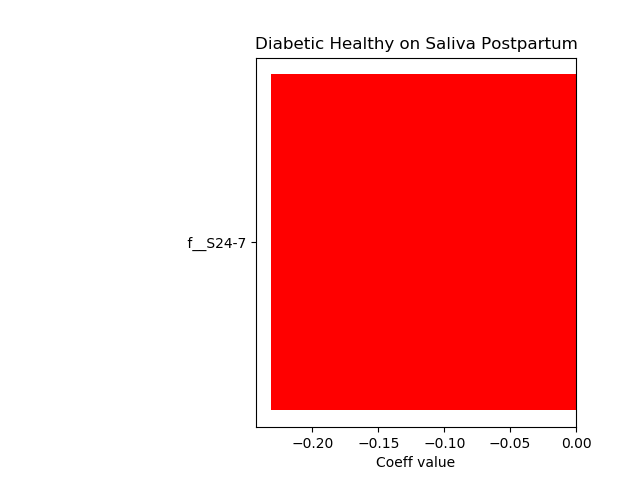 Diabetic Healthy on Saliva Postpartum
f__S24-7
−0.20 −0.15 −0.10 −0.05 0.00
Coeff value